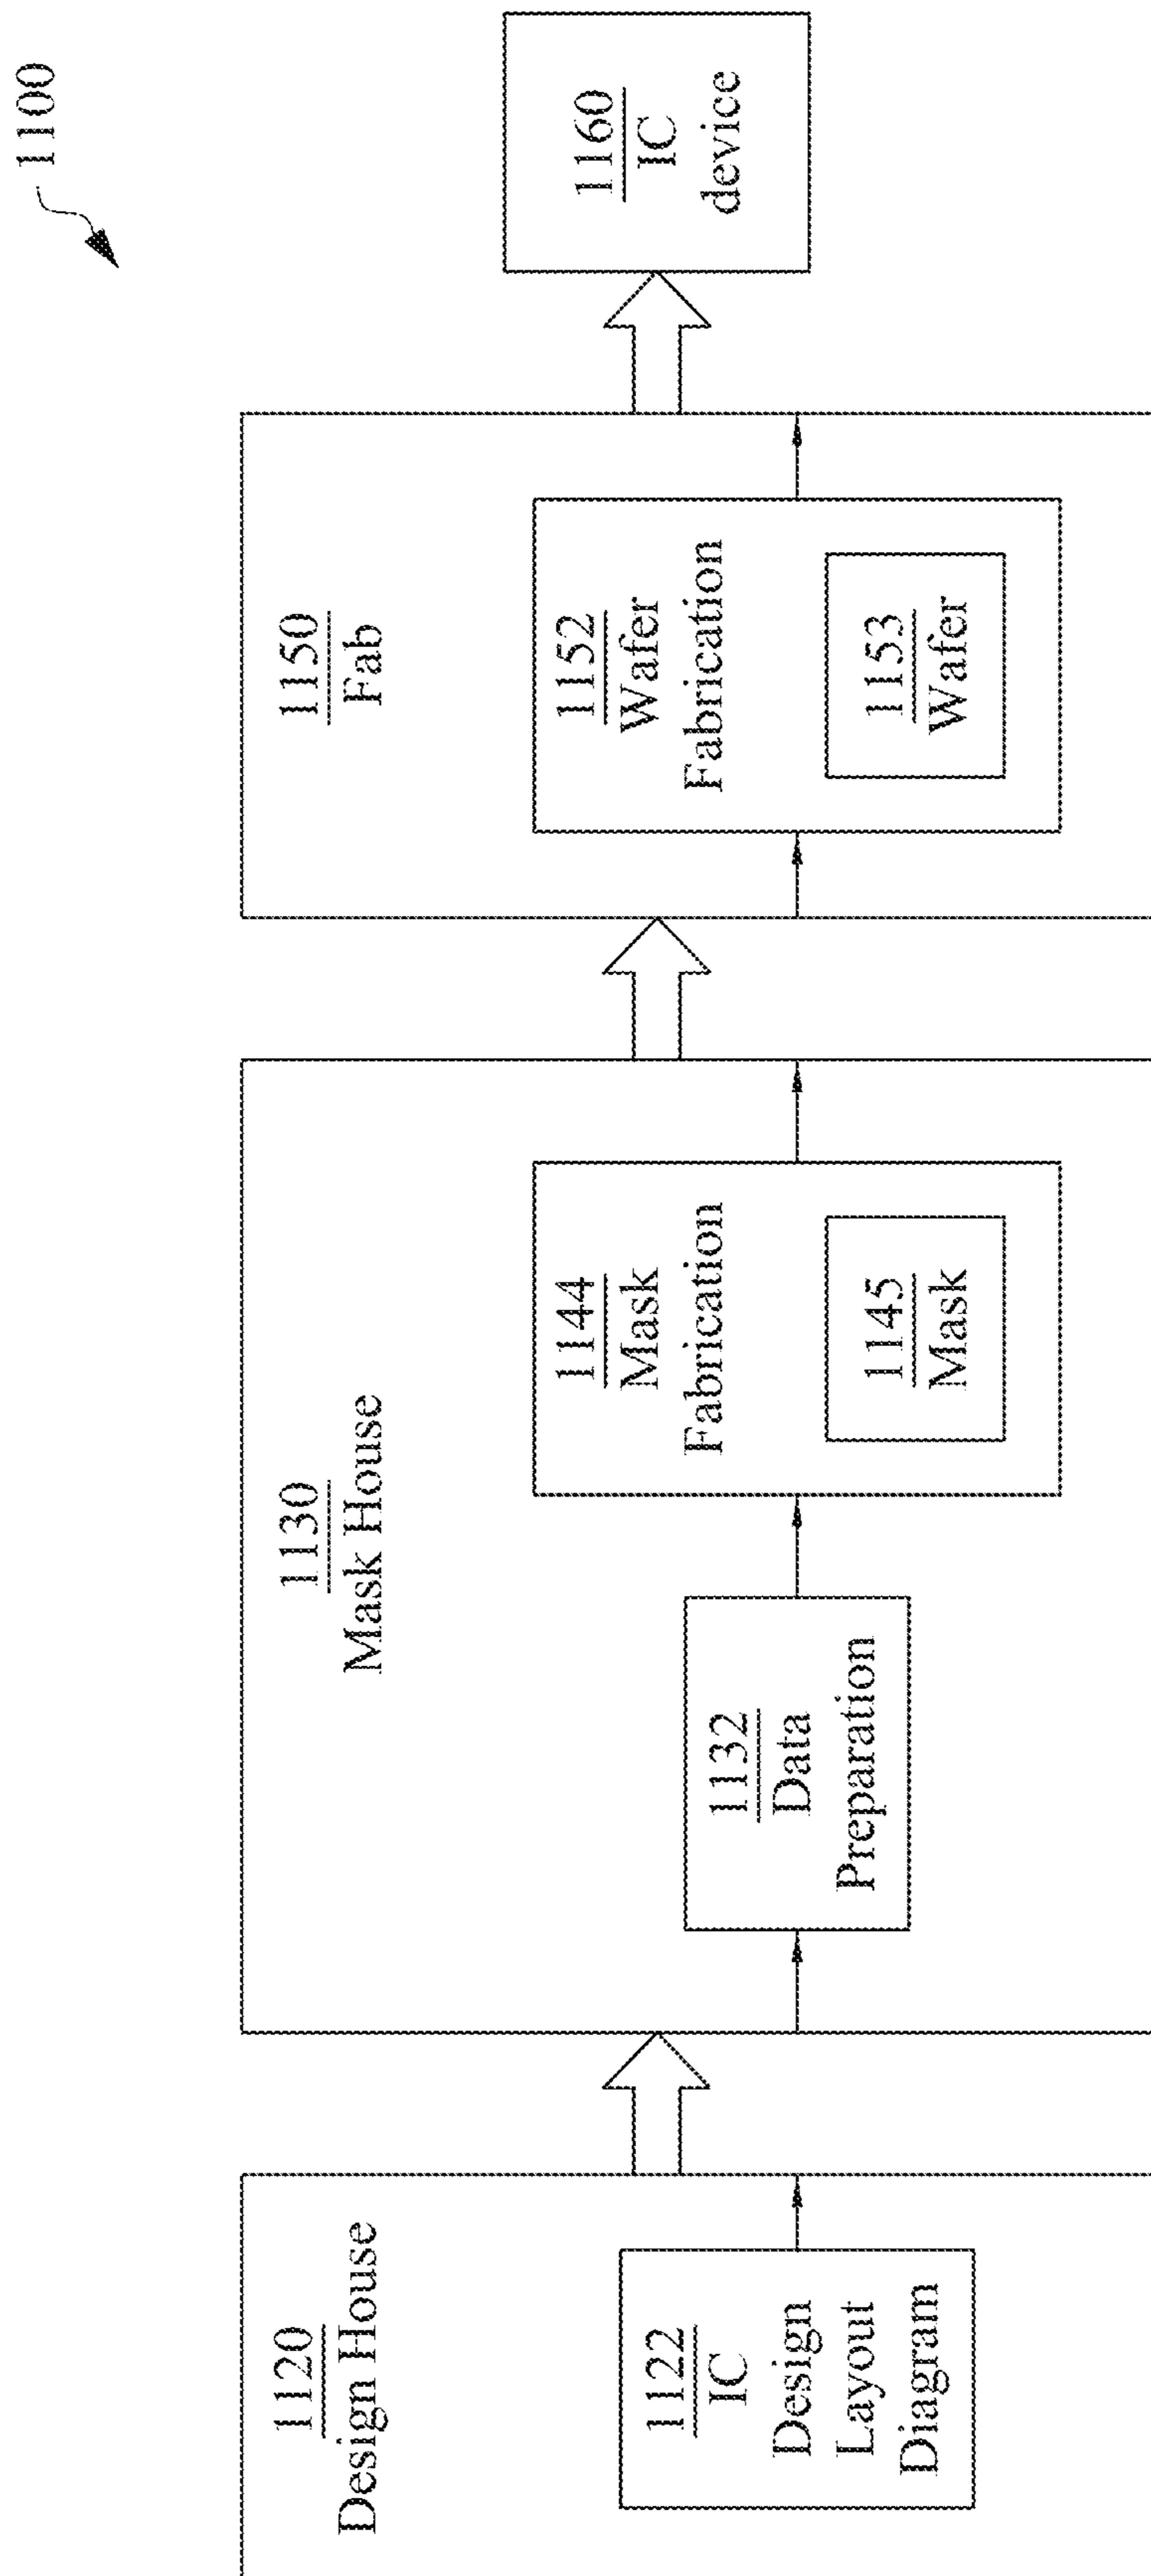 1100
1120
Design House
1122
IC
Design
Layout
Diagram
1130
Mask House
1132
Data
Preparation
1144
Mask
Fabrication
1145
Mask
1150
Fab
1152
Wafer
Fabrication
1153
Wafer
1160
IC
device